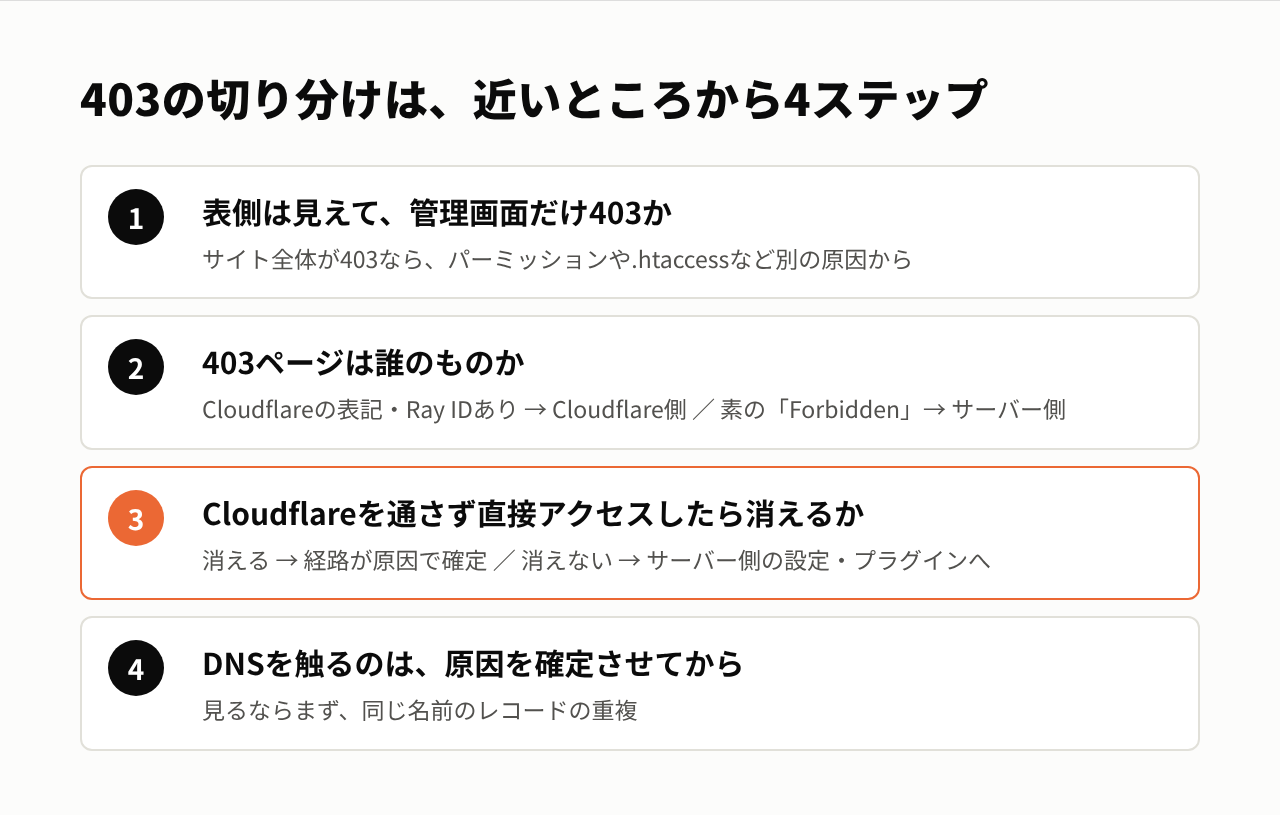 403の切り分けは、近いところから4ステップ
1
表側は見えて、管理画面だけ403か
サイト全体が403なら、パーミッションや.htaccessなど別の原因から
2
403ページは誰のものか
Cloudflareの表記・Ray IDあり → Cloudflare側 ／ 素の「Forbidden」→ サーバー側
3
Cloudflareを通さず直接アクセスしたら消えるか
消える → 経路が原因で確定 ／ 消えない → サーバー側の設定・プラグインへ
4
DNSを触るのは、原因を確定させてから
見るならまず、同じ名前のレコードの重複